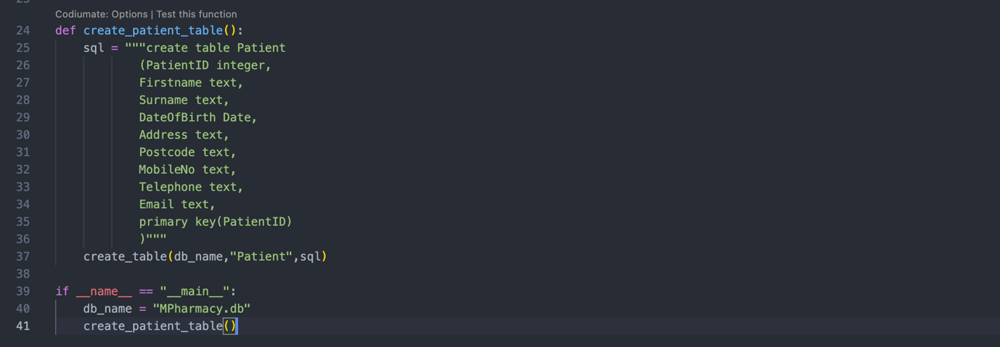 Codiumate: Options | Test this function
24 def create_patient_table():
25 sql = """create table Patient
26 (PatientID integer,
27 Firstname text,
28 Surname text,
29 DateOfBirth Date,
30 Address text,
31 Postcode text,
32 MobileNo text,
33 Telephone text,
34 Email text,
35 primary key(PatientID)
36 )"""
37 create_table(db_name,"Patient",sql)
38
39 if __name__ == "__main__":
40 db_name = "MPharmacy.db"
41 create_patient_table()